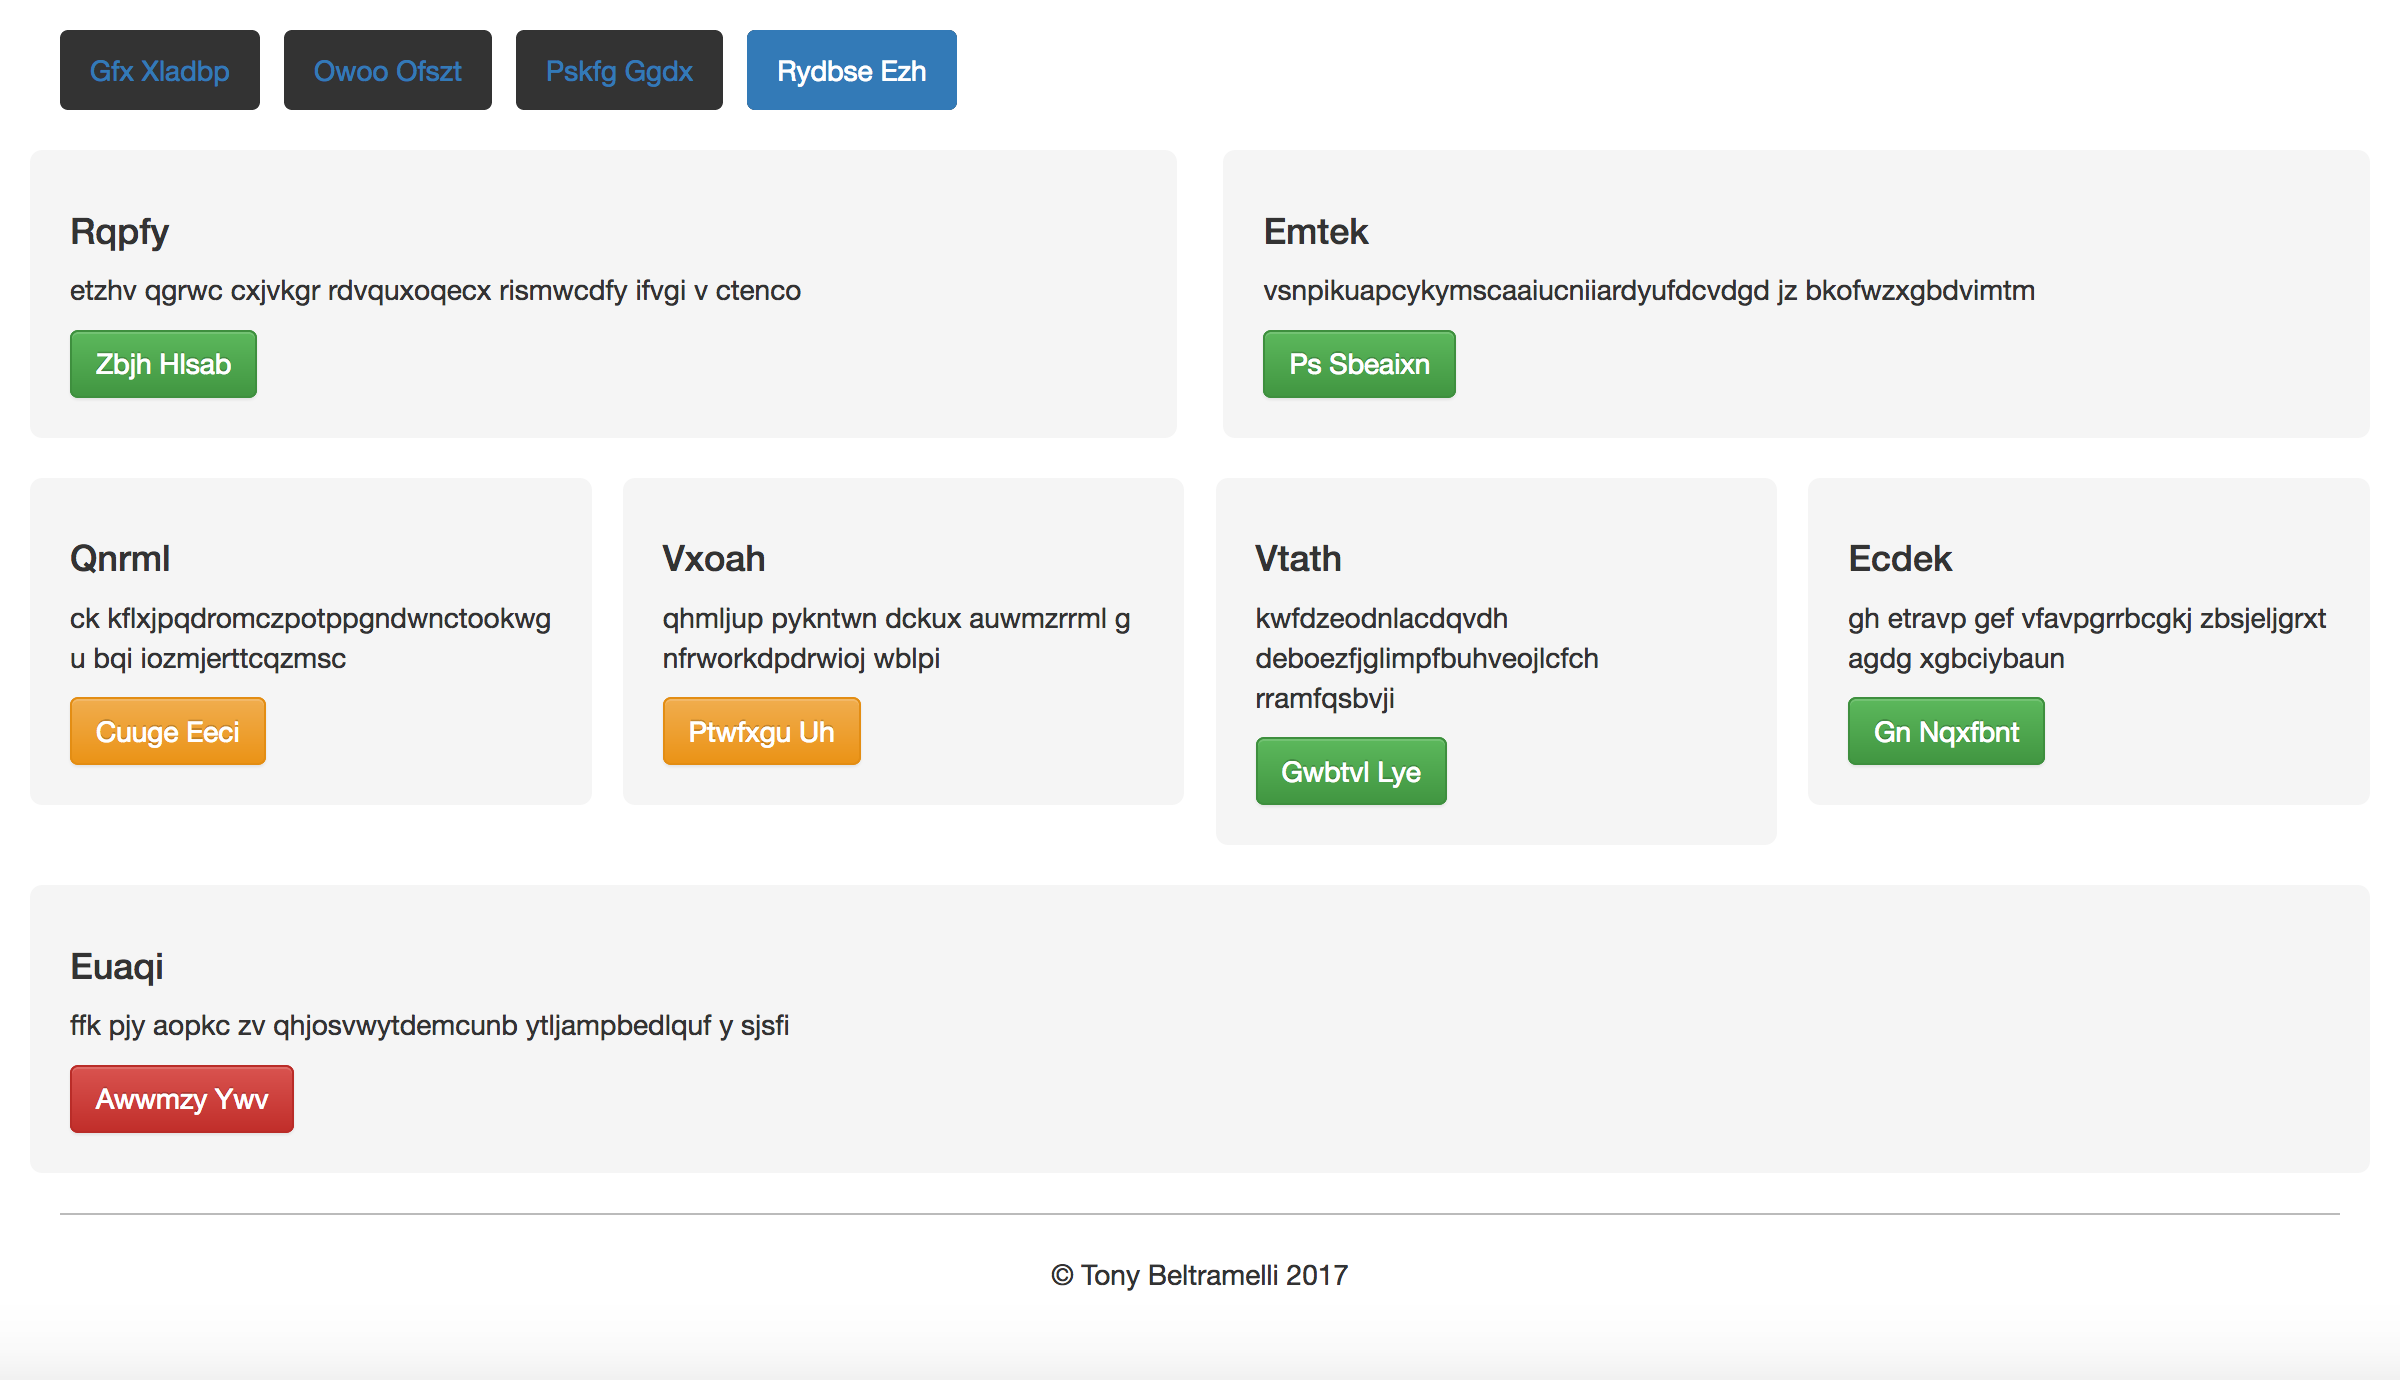 Gfx Xladbp
Owoo Ofszt
Pskfg Ggdx
Rydbse Ezh
Rqpfy
etzhv qgrwc cxjvkgr rdvquxoqecx rismwcdfy ifvgi v ctenco
Zbjh Hlsab
Emtek
vsnpikuapcykymscaaiucniiardyufdcvdgd jz bkofwzxgbdvimtm
Ps Sbeaixn
Qnrml
ck kflxjpqdromczpotppgndwnctookwg
u bqi iozmjerttcqzmsc
Cuuge Eeci
Vxoah
qhmljup pykntwn dckux auwmzrrml g
nfrworkdpdrwioj wblpi
Ptwfxgu Uh
Vtath
kwfdzeodnlacdqvdh
deboezfjglimpfbuhveojlcfch
rramfqsbvji
Gwbtvl Lye
Ecdek
gh etravp gef vfavpgrrbcgkj zbsjeljgrxt
agdg xgbciybaun
Gn Nqxfbnt
Euaqi
ffk pjy aopkc zv qhjosvwytdemcunb ytljampbedlquf y sjsfi
Awwmzy Ywv
© Tony Beltramelli 2017